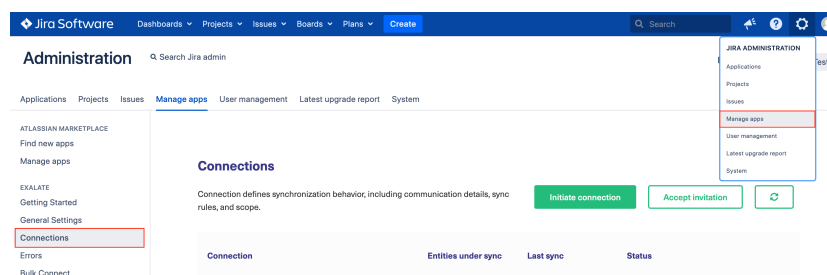 Jira Software Dashboards Projects Issues Boards Plans Create Search
JIRA ADMINISTRATION
Applications
Projects
Issues
Manage apps
User management
Latest upgrade report
System
Administration Search Jira admin
Applications Projects Issues Manage apps User management Latest upgrade report System
ATLASSIAN MARKETPLACE
Find new apps
Manage apps
EXALATE
Getting Started
General Settings
Connections
Errors
Bulk Connect
Connections
Connection defines synchronization behavior, including communication details, sync
rules, and scope.
Initiate connection Accept invitation
Connection Entities under sync Last sync Status